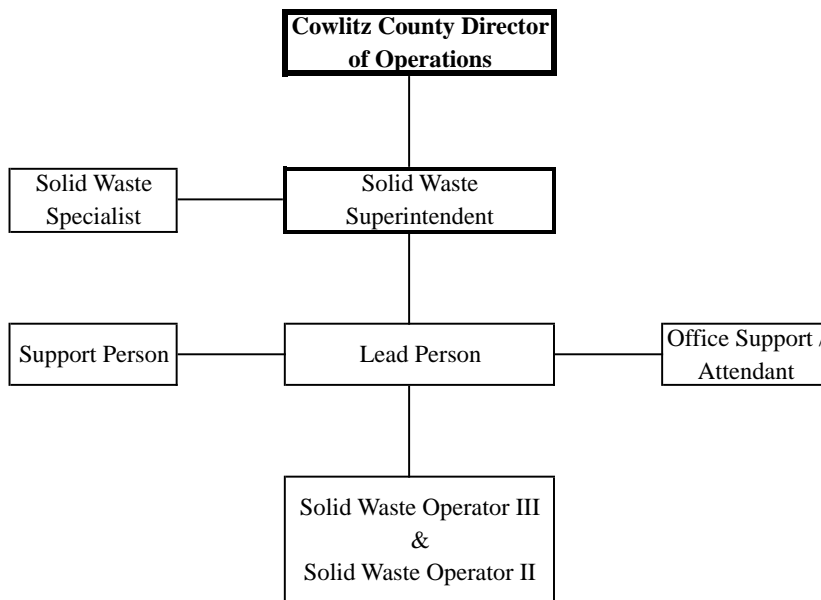 Cowlitz County Director
of Operations
Solid Waste
Specialist
Solid Waste
Superintendent
Support Person
Lead Person
Office Support /
Attendant
Solid Waste Operator III
&
Solid Waste Operator II